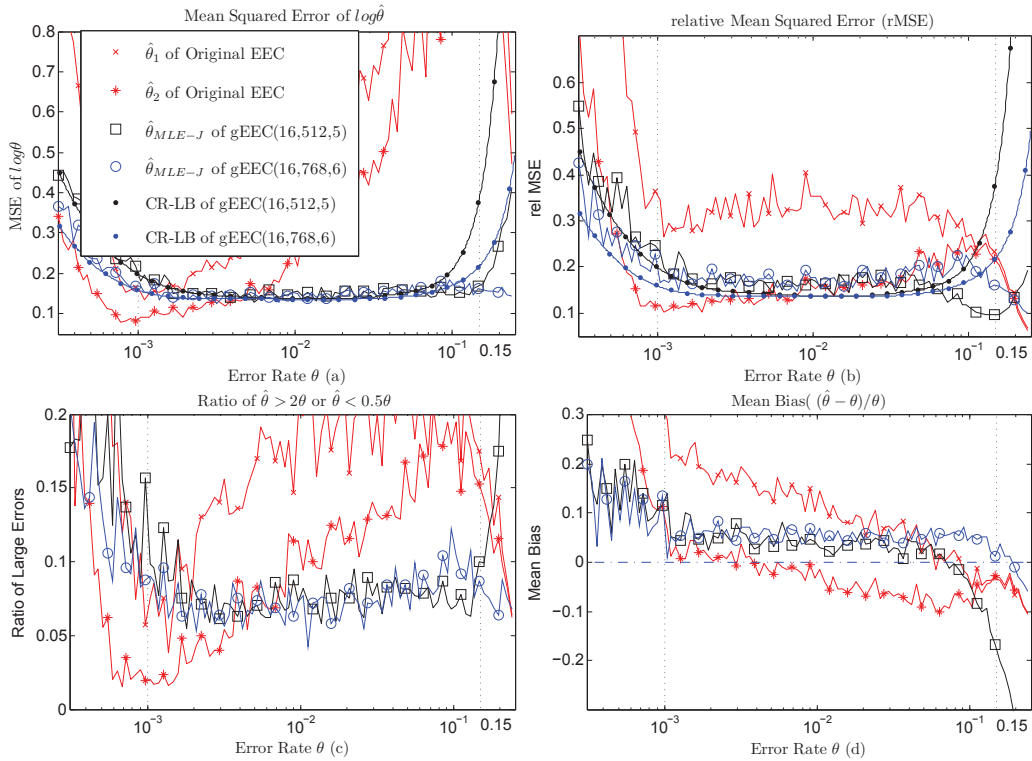 Mean Squared Error of log θ̂
MSE of log θ
0.8
0.7
0.6
0.5
0.4
0.3
0.2
0.1
θ̂₁ of Original EEC
θ̂₂ of Original EEC
θ̂_{MLE−J} of gEEC(16,512,5)
θ̂_{MLE−J} of gEEC(16,768,6)
CR-LB of gEEC(16,512,5)
CR-LB of gEEC(16,768,6)
10⁻³ 10⁻² 10⁻¹ 0.15
Error Rate θ (a)
relative Mean Squared Error (rMSE)
rel MSE
0.6
0.5
0.4
0.3
0.2
0.1
10⁻³ 10⁻² 10⁻¹ 0.15
Error Rate θ (b)
Ratio of θ̂ > 2θ or θ̂ < 0.5θ
Ratio of Large Errors
0.2
0.15
0.1
0.05
0
10⁻³ 10⁻² 10⁻¹ 0.15
Error Rate θ (c)
Mean Bias( (θ̂ − θ)/θ)
Mean Bias
0.3
0.2
0.1
0
−0.1
−0.2
10⁻³ 10⁻² 10⁻¹ 0.15
Error Rate θ (d)